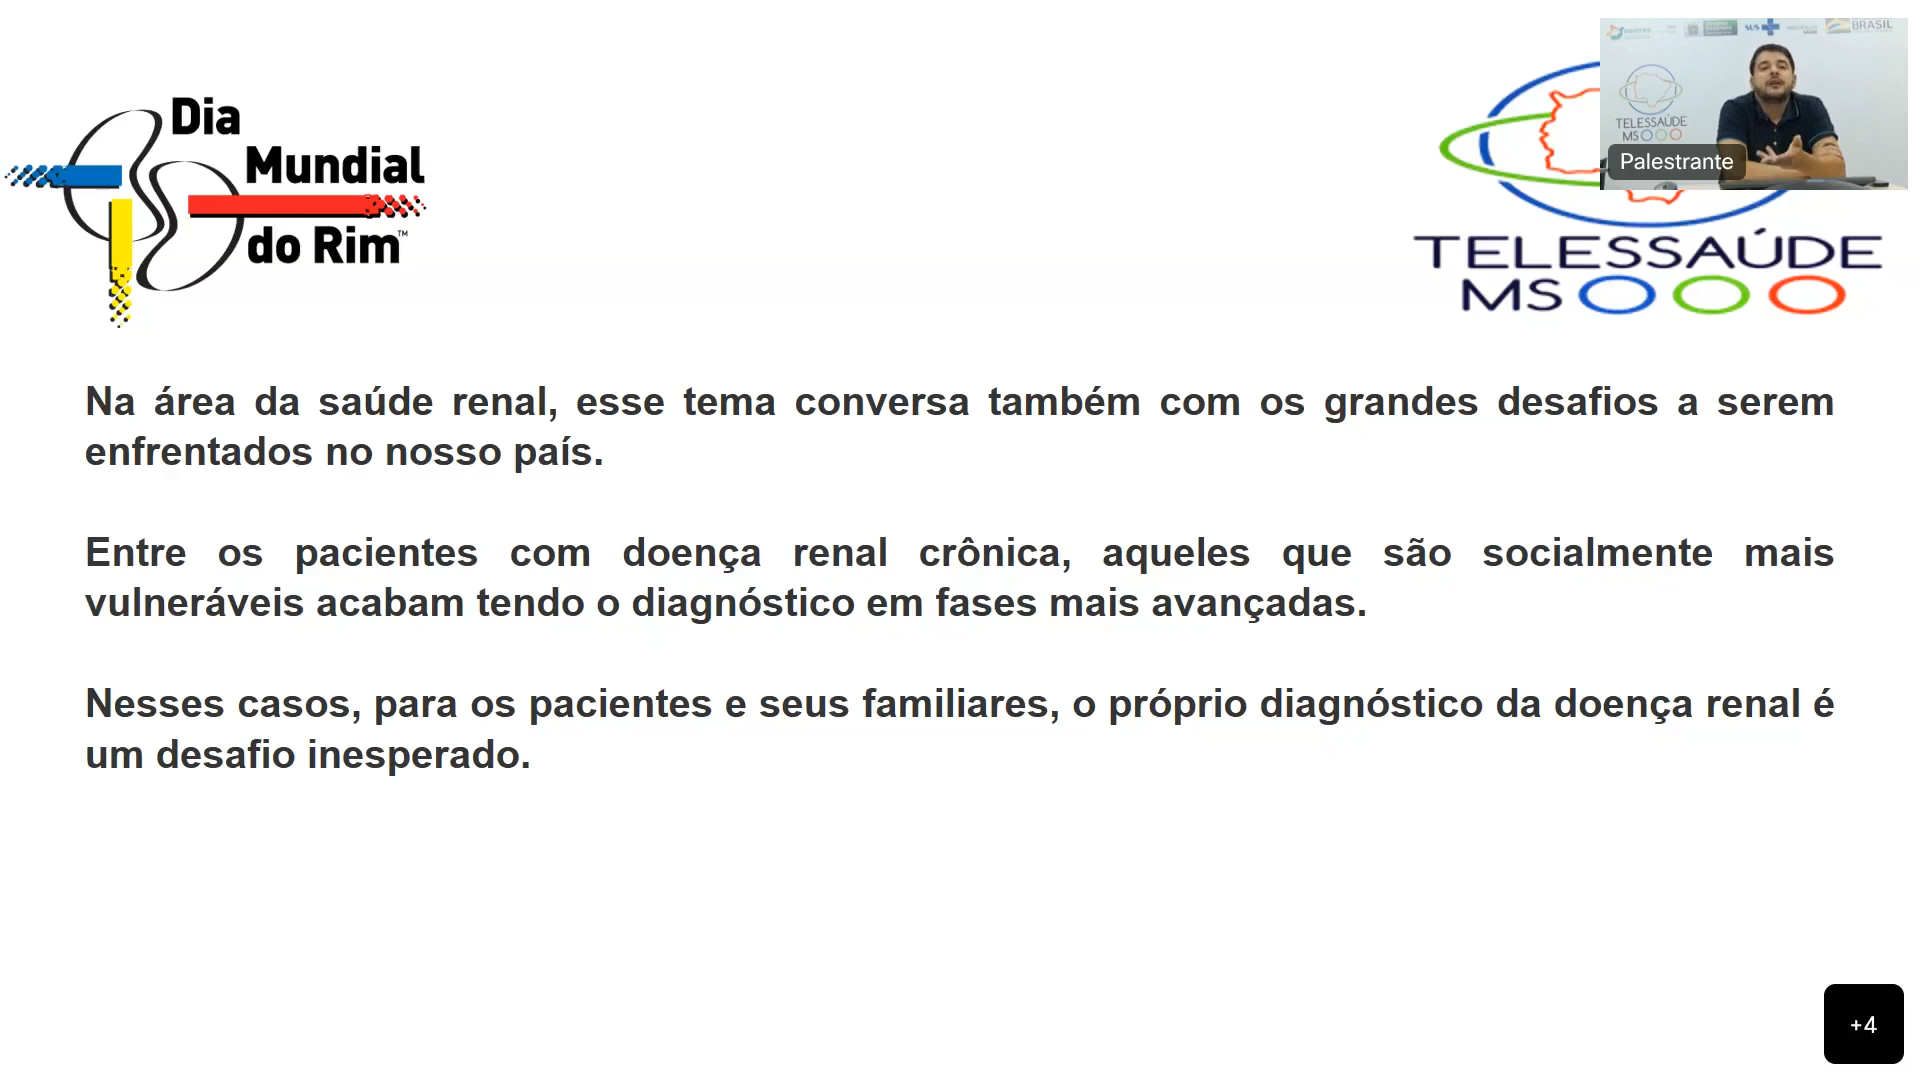 Dia
Mundial
do Rim™
BRASIL
SUS
TELESSAÚDE
MS
Palestrante
TELESSAÚDE
MS
Na área da saúde renal, esse tema conversa também com os grandes desafios a serem
enfrentados no nosso país.
Entre os pacientes com doença renal crônica, aqueles que são socialmente mais
vulneráveis acabam tendo o diagnóstico em fases mais avançadas.
Nesses casos, para os pacientes e seus familiares, o próprio diagnóstico da doença renal é
um desafio inesperado.
+4